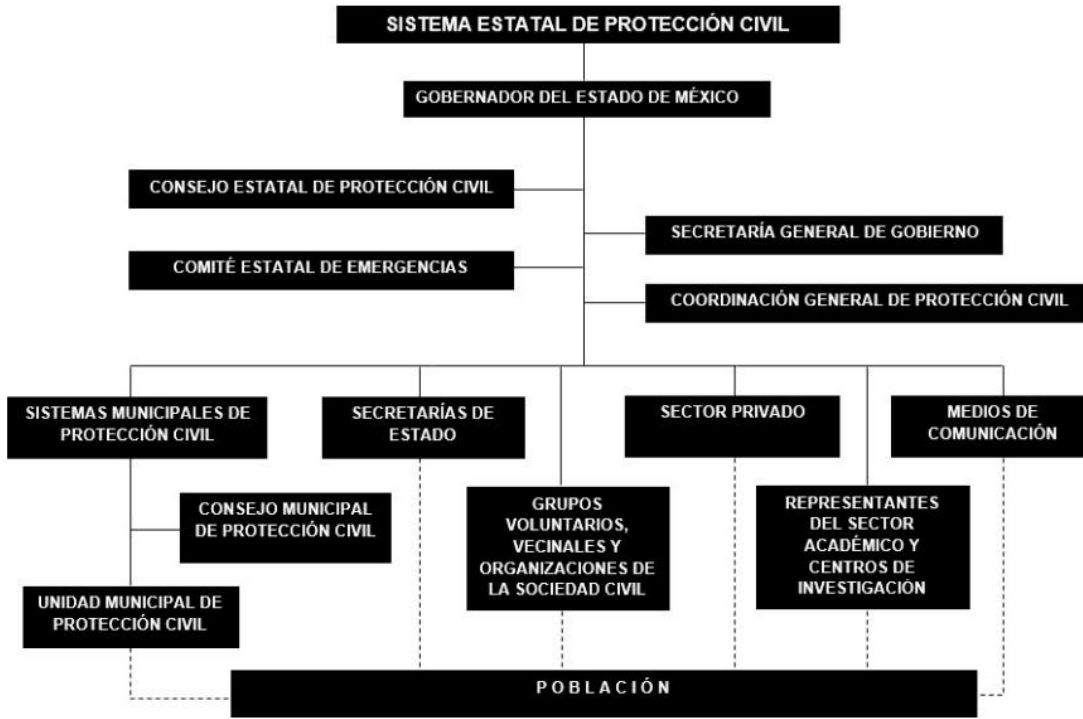 SISTEMA ESTATAL DE PROTECCIÓN CIVIL
GOBERNADOR DEL ESTADO DE MÉXICO
CONSEJO ESTATAL DE PROTECCIÓN CIVIL
SECRETARÍA GENERAL DE GOBIERNO
COMITÉ ESTATAL DE EMERGENCIAS
COORDINACIÓN GENERAL DE PROTECCIÓN CIVIL
SISTEMAS MUNICIPALES DE
PROTECCIÓN CIVIL
SECRETARÍAS DE
ESTADO
SECTOR PRIVADO
MEDIOS DE
COMUNICACIÓN
CONSEJO MUNICIPAL
DE PROTECCIÓN CIVIL
GRUPOS
VOLUNTARIOS,
VECINALES Y
ORGANIZACIONES DE
LA SOCIEDAD CIVIL
REPRESENTANTES
DEL SECTOR
ACADÉMICO Y
CENTROS DE
INVESTIGACIÓN
UNIDAD MUNICIPAL DE
PROTECCIÓN CIVIL
POBLACIÓN